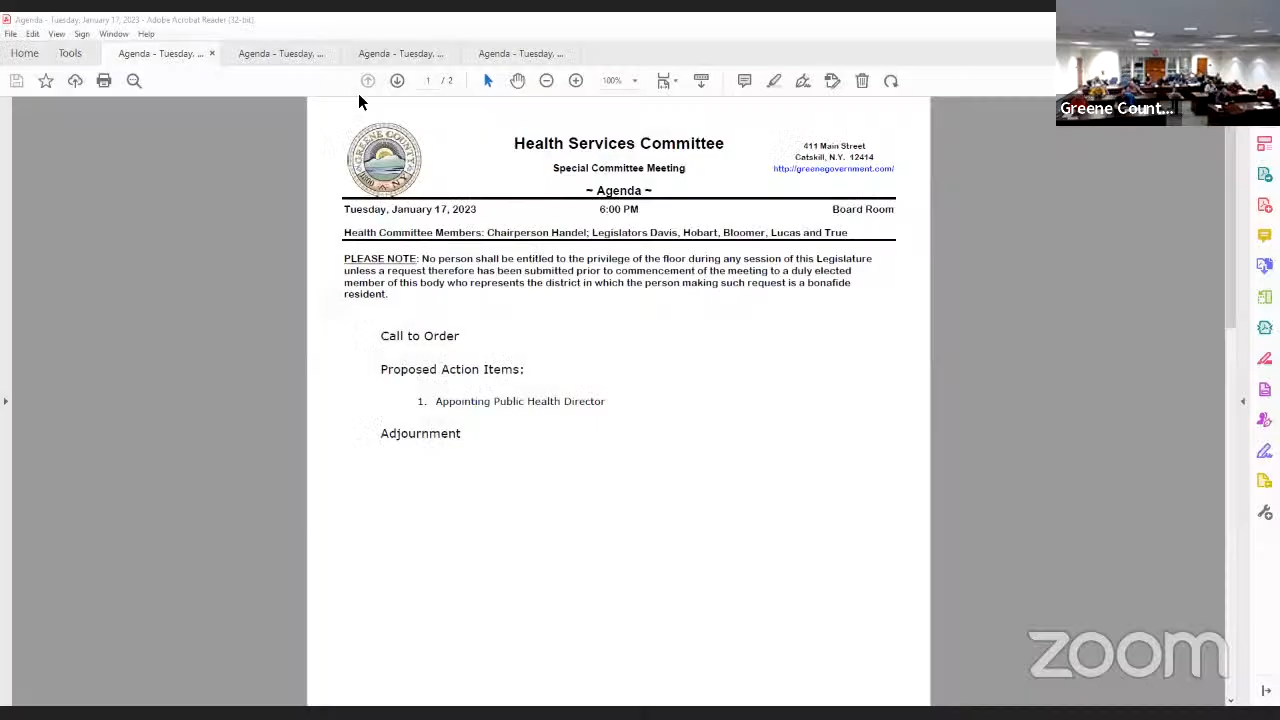 Agenda - Tuesday, January 17, 2023 - Adobe Acrobat Reader (32-bit)
File Edit View Sign Window Help
Home Tools Agenda - Tuesday, ... × Agenda - Tuesday, ... Agenda - Tuesday, ... Agenda - Tuesday, ...
1 / 2 100%
Greene Count...
GREENE COUNTY
N.Y.
Health Services Committee
Special Committee Meeting
~ Agenda ~
411 Main Street
Catskill, N.Y. 12414
http://greenegovernment.com/
Tuesday, January 17, 2023 6:00 PM Board Room
Health Committee Members: Chairperson Handel; Legislators Davis, Hobart, Bloomer, Lucas and True
PLEASE NOTE: No person shall be entitled to the privilege of the floor during any session of this Legislature
unless a request therefore has been submitted prior to commencement of the meeting to a duly elected
member of this body who represents the district in which the person making such request is a bonafide
resident.
Call to Order
Proposed Action Items:
1. Appointing Public Health Director
Adjournment
zoom